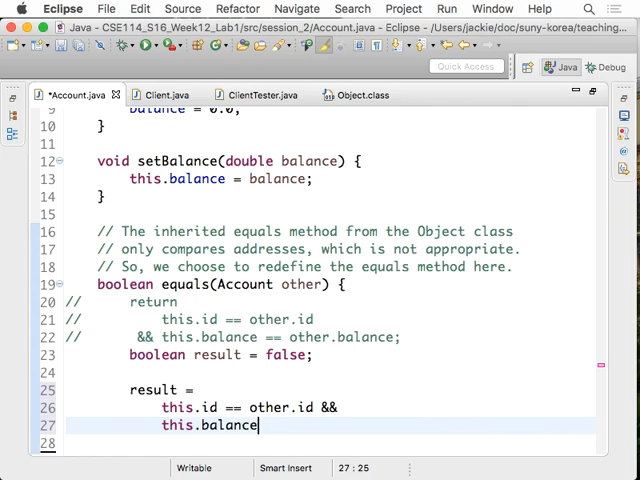 Eclipse File Edit Source Refactor Navigate Search Project Run Window Help
Java - CSE114_S16_Week12_Lab1/src/session_2/Account.java - Eclipse - /Users/jackie/doc/suny-korea/teaching...
Quick Access
Java
Debug
*Account.java
Client.java
ClientTester.java
Object.class
9 balance = 0.0;
10 }
11
12 void setBalance(double balance) {
13 this.balance = balance;
14 }
15
16 // The inherited equals method from the Object class
17 // only compares addresses, which is not appropriate.
18 // So, we choose to redefine the equals method here.
19 boolean equals(Account other) {
20 // return
21 // this.id == other.id
22 // && this.balance == other.balance;
23 boolean result = false;
24
25 result =
26 this.id == other.id &&
27 this.balance
28
Writable
Smart Insert
27 : 25